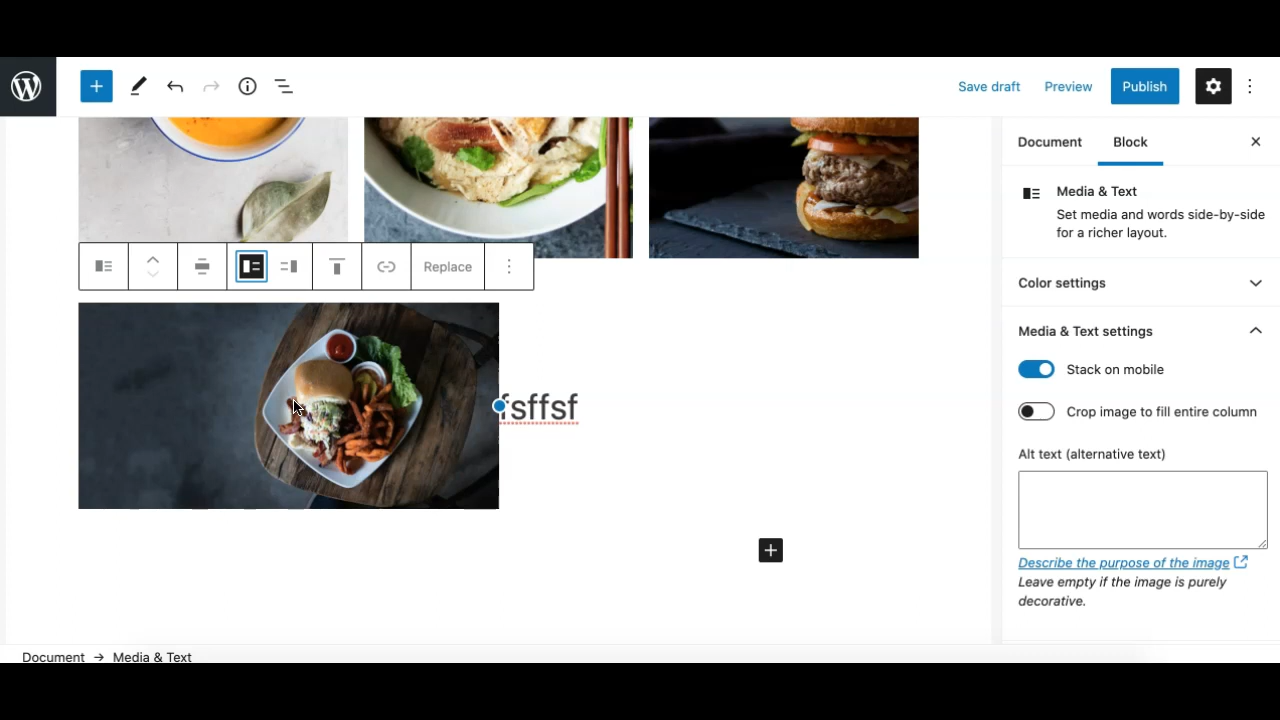 Save draft
Preview
Publish
Document
Block
Media & Text
Set media and words side-by-side
for a richer layout.
Replace
Color settings
Media & Text settings
Stack on mobile
fsffsf
Crop image to fill entire column
Alt text (alternative text)
Describe the purpose of the image
Leave empty if the image is purely
decorative.
Document → Media & Text